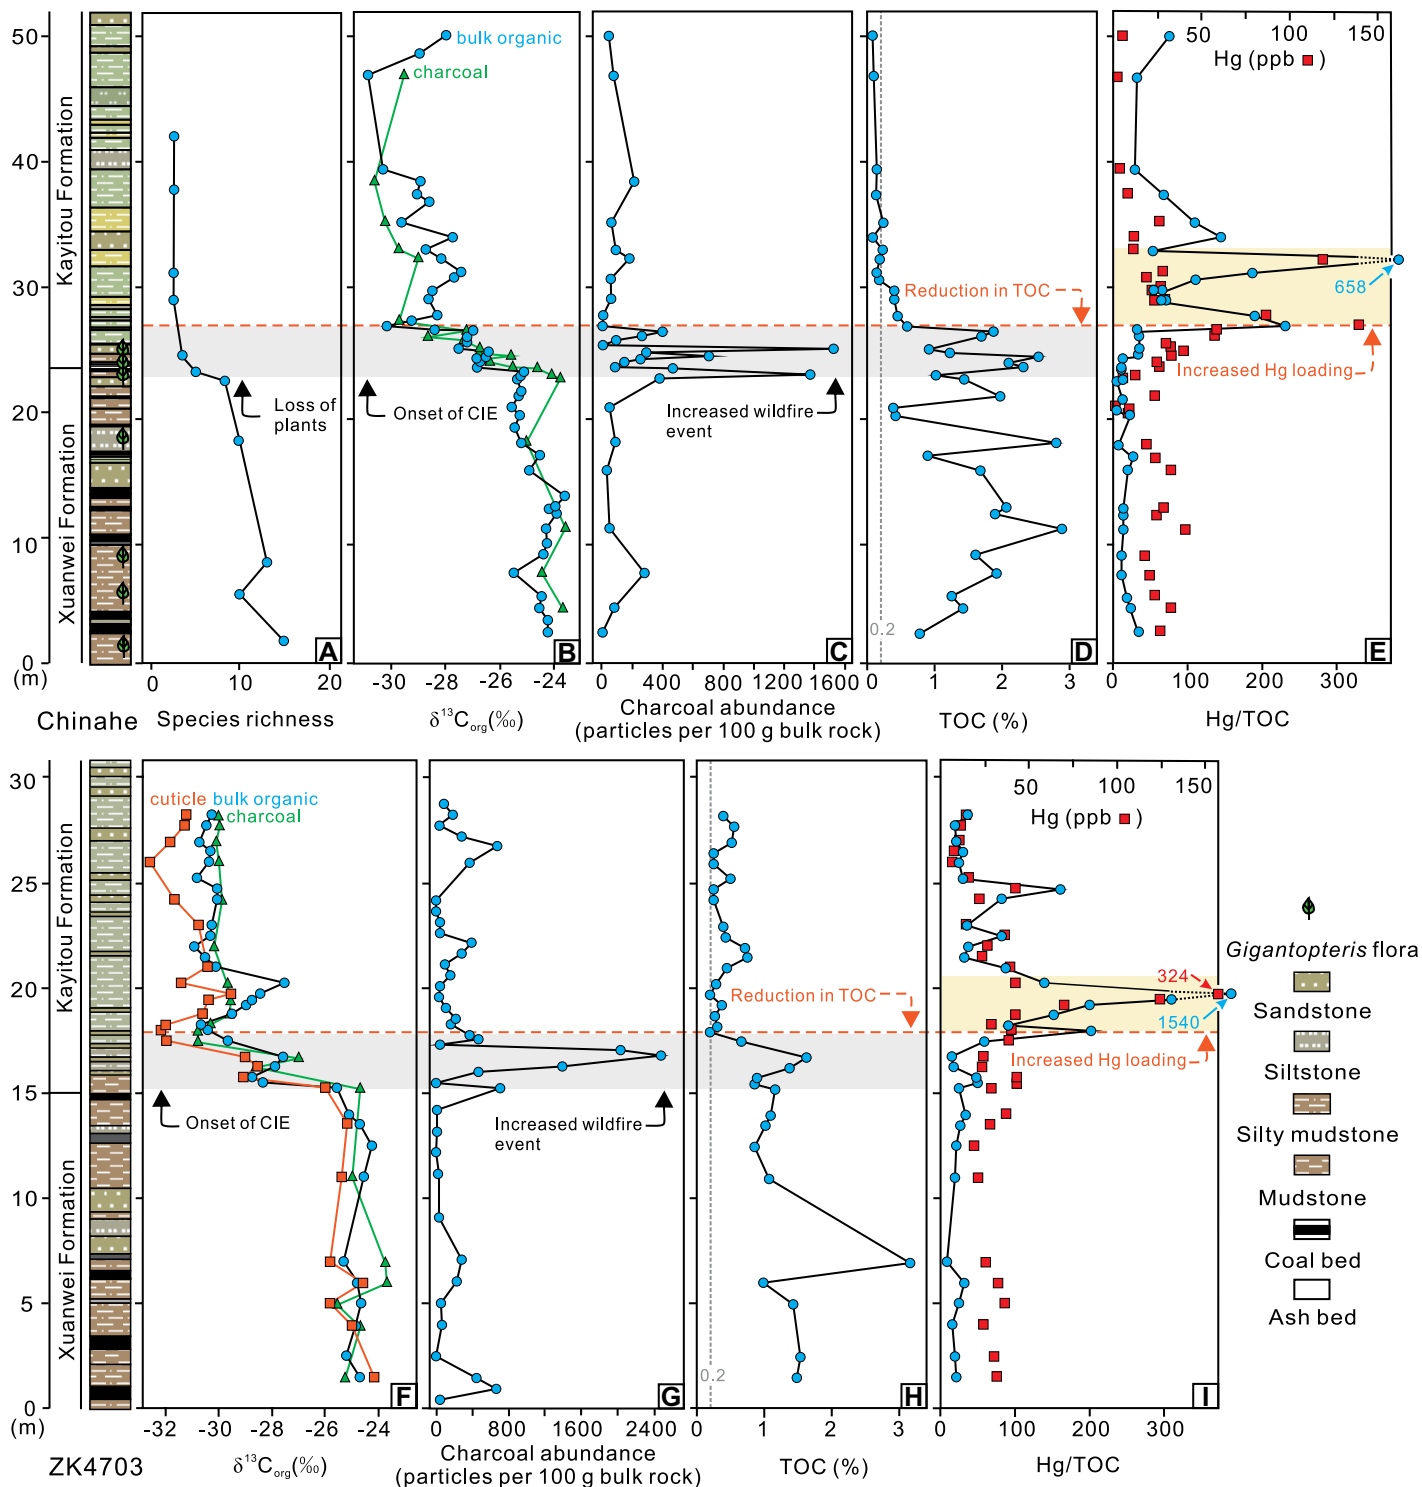 50
40
30
20
10
0
(m)
Kayitou Formation
Xuanwei Formation
Chinahe
Loss of
plants
A
0
10
20
Species richness
bulk organic
charcoal
Onset of CIE
B
-30
-28
-26
-24
δ¹³C_org(‰)
Increased wildfire
event
C
0
400
800
1200
1600
Charcoal abundance
(particles per 100 g bulk rock)
Reduction in TOC
0.2
D
0
1
2
3
TOC (%)
50
100
150
Hg (ppb ■ )
658
Increased Hg loading
E
0
100
200
300
Hg/TOC
30
25
20
15
10
5
0
(m)
Kayitou Formation
Xuanwei Formation
ZK4703
cuticle bulk organic
charcoal
Onset of CIE
F
-32
-30
-28
-26
-24
δ¹³C_org(‰)
Increased wildfire
event
G
0
800
1600
2400
Charcoal abundance
(particles per 100 g bulk rock)
Reduction in TOC
0.2
H
0
1
2
3
TOC (%)
50
100
150
Hg (ppb ■ )
324
1540
Increased Hg loading
I
0
100
200
300
Hg/TOC
Gigantopteris flora
Sandstone
Siltstone
Silty mudstone
Mudstone
Coal bed
Ash bed